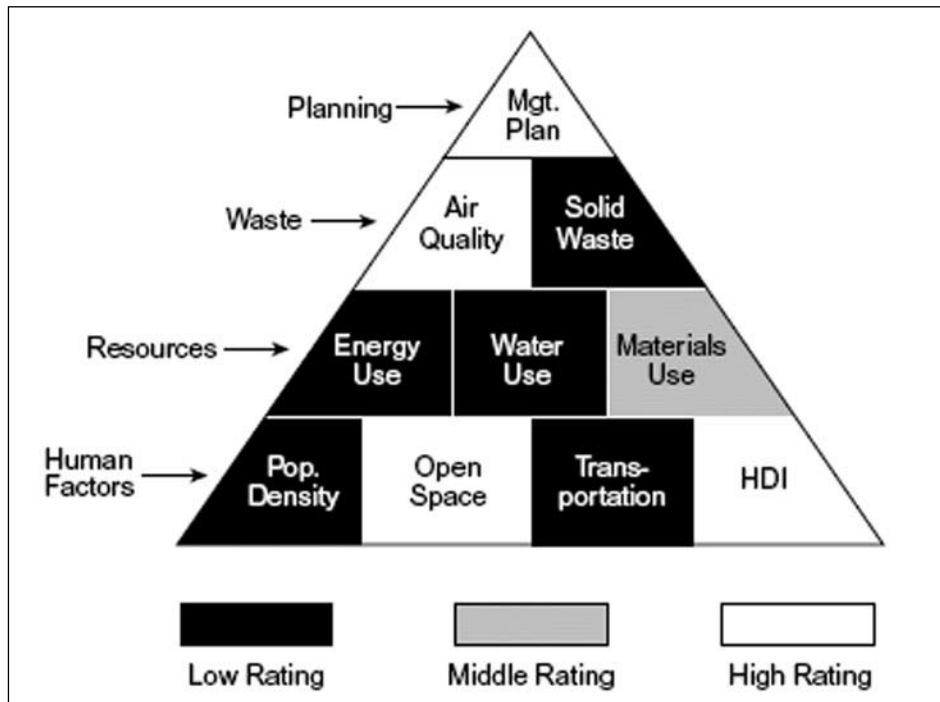 Planning
Mgt.
Plan
Waste
Air
Quality
Solid
Waste
Resources
Energy
Use
Water
Use
Materials
Use
Human
Factors
Pop.
Density
Open
Space
Trans-
portation
HDI
Low Rating
Middle Rating
High Rating